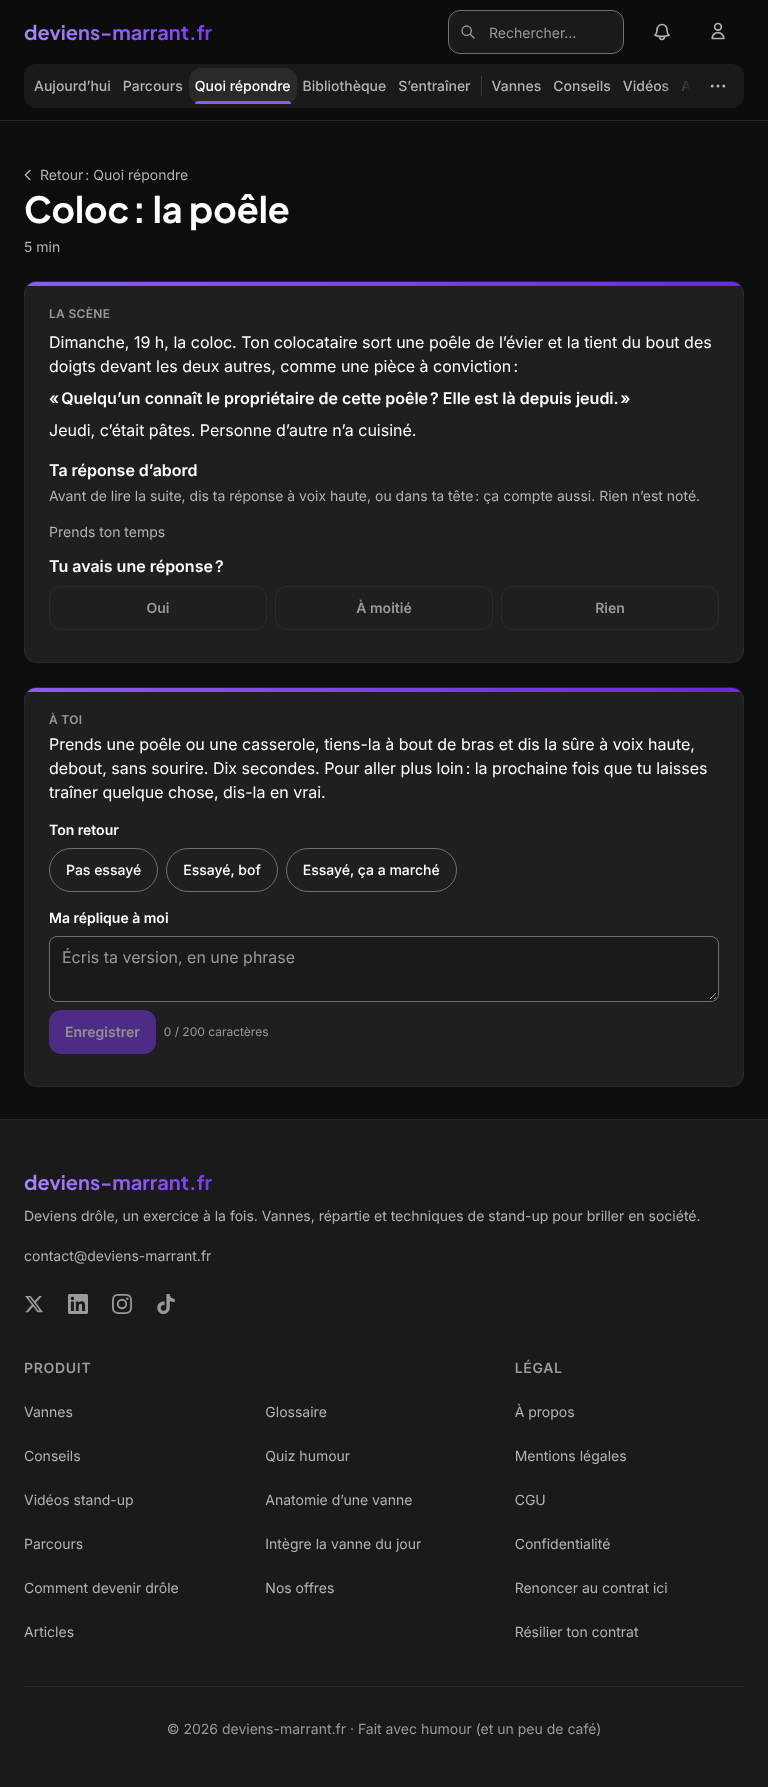 deviens-marrant.fr
Rechercher…
Aujourd’hui Parcours Quoi répondre Bibliothèque S’entraîner Vannes Conseils Vidéos
Retour : Quoi répondre
Coloc : la poêle
5 min
LA SCÈNE
Dimanche, 19 h, la coloc. Ton colocataire sort une poêle de l’évier et la tient du bout des
doigts devant les deux autres, comme une pièce à conviction :
« Quelqu’un connaît le propriétaire de cette poêle ? Elle est là depuis jeudi. »
Jeudi, c’était pâtes. Personne d’autre n’a cuisiné.
Ta réponse d’abord
Avant de lire la suite, dis ta réponse à voix haute, ou dans ta tête : ça compte aussi. Rien n’est noté.
Prends ton temps
Tu avais une réponse ?
Oui À moitié Rien
À TOI
Prends une poêle ou une casserole, tiens-la à bout de bras et dis la sûre à voix haute,
debout, sans sourire. Dix secondes. Pour aller plus loin : la prochaine fois que tu laisses
traîner quelque chose, dis-la en vrai.
Ton retour
Pas essayé Essayé, bof Essayé, ça a marché
Ma réplique à moi
Écris ta version, en une phrase
Enregistrer 0 / 200 caractères
deviens-marrant.fr
Deviens drôle, un exercice à la fois. Vannes, répartie et techniques de stand-up pour briller en société.
contact@deviens-marrant.fr
PRODUIT LÉGAL
Vannes Glossaire À propos
Conseils Quiz humour Mentions légales
Vidéos stand-up Anatomie d’une vanne CGU
Parcours Intègre la vanne du jour Confidentialité
Comment devenir drôle Nos offres Renoncer au contrat ici
Articles Résilier ton contrat
© 2026 deviens-marrant.fr · Fait avec humour (et un peu de café)